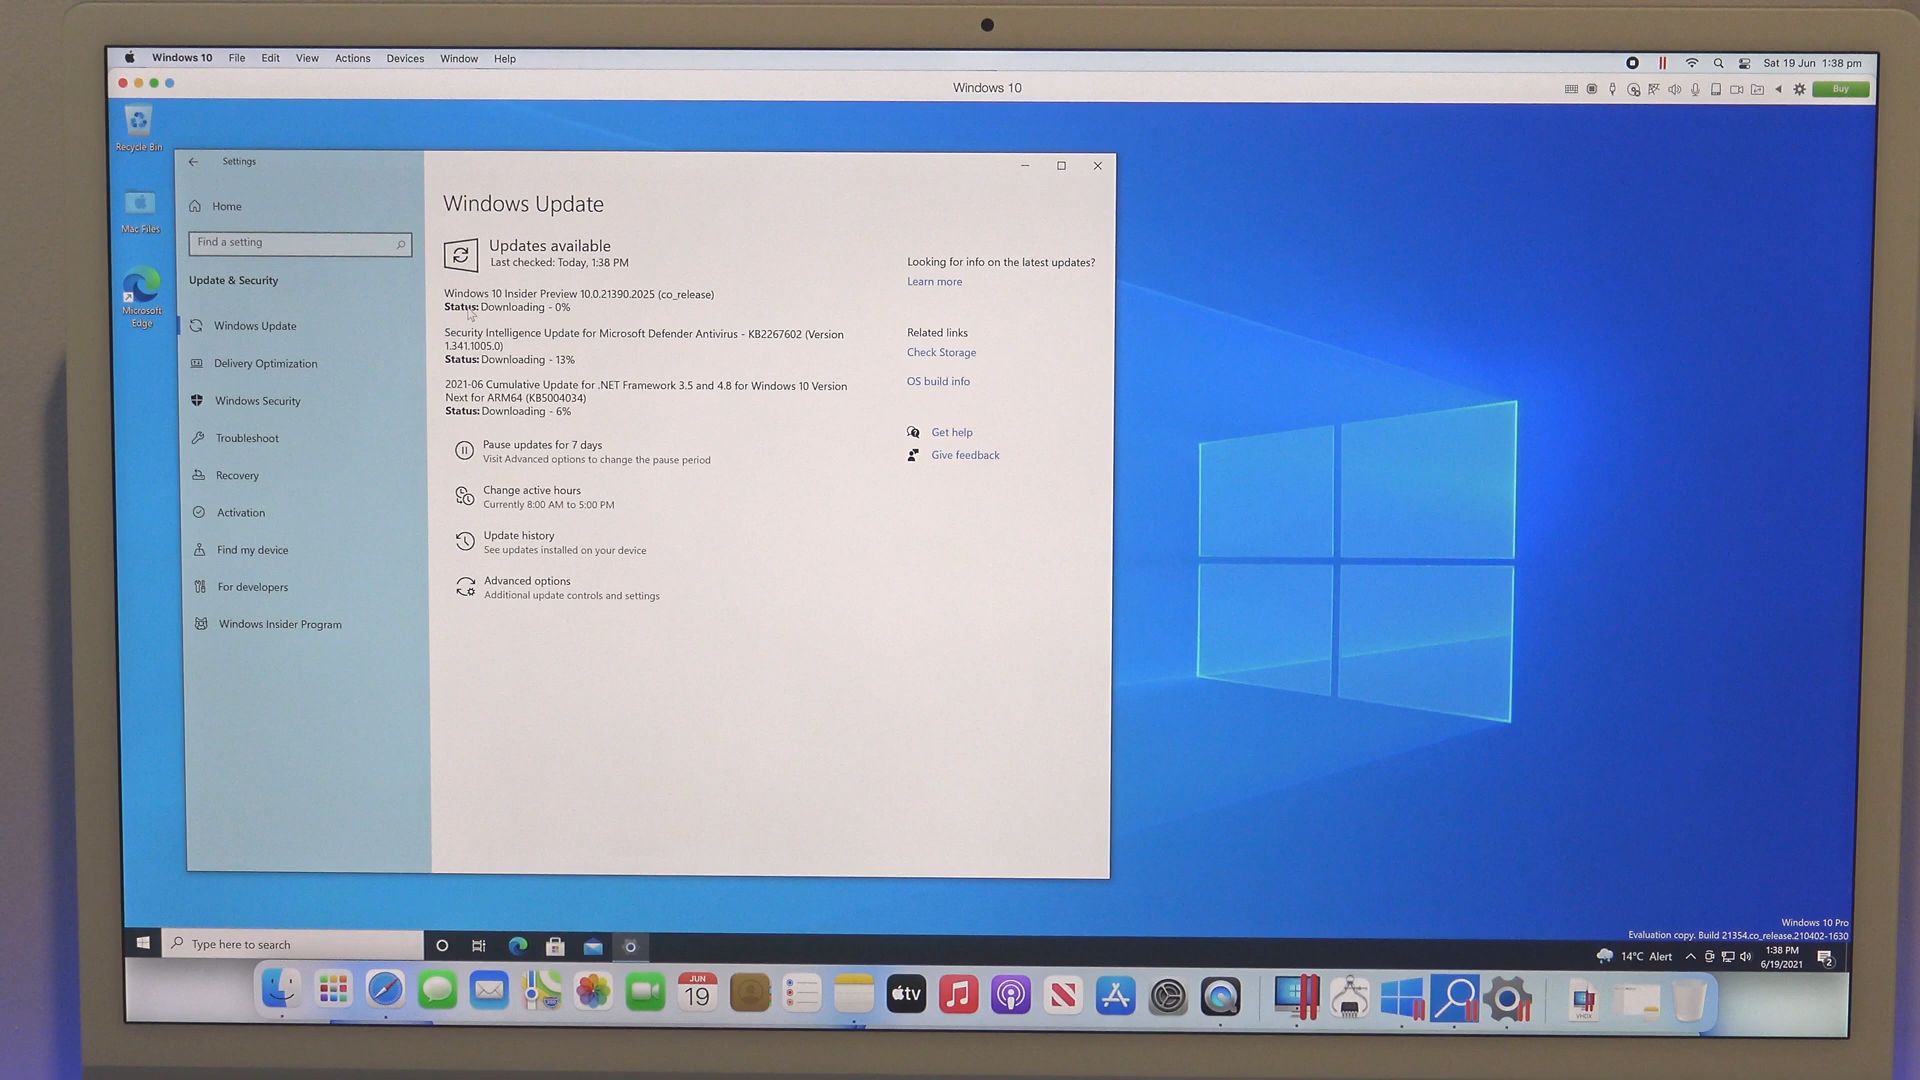 Windows 10 File Edit View Actions Devices Window Help
Sat 19 Jun 1:38 pm
Windows 10
Buy
Recycle Bin
Mac Files
Microsoft
Edge
Settings
Home
Find a setting
Update & Security
Windows Update
Delivery Optimization
Windows Security
Troubleshoot
Recovery
Activation
Find my device
For developers
Windows Insider Program
Windows Update
Updates available
Last checked: Today, 1:38 PM
Windows 10 Insider Preview 10.0.21390.2025 (co_release)
Status: Downloading - 0%
Security Intelligence Update for Microsoft Defender Antivirus - KB2267602 (Version
1.341.1005.0)
Status: Downloading - 13%
2021-06 Cumulative Update for .NET Framework 3.5 and 4.8 for Windows 10 Version
Next for ARM64 (KB5004034)
Status: Downloading - 6%
Pause updates for 7 days
Visit Advanced options to change the pause period
Change active hours
Currently 8:00 AM to 5:00 PM
Update history
See updates installed on your device
Advanced options
Additional update controls and settings
Looking for info on the latest updates?
Learn more
Related links
Check Storage
OS build info
Get help
Give feedback
Windows 10 Pro
Evaluation copy. Build 21354.co_release.210402-1630
Type here to search
14°C Alert
1:38 PM
6/19/2021
2
JUN
19
tv
VHDX